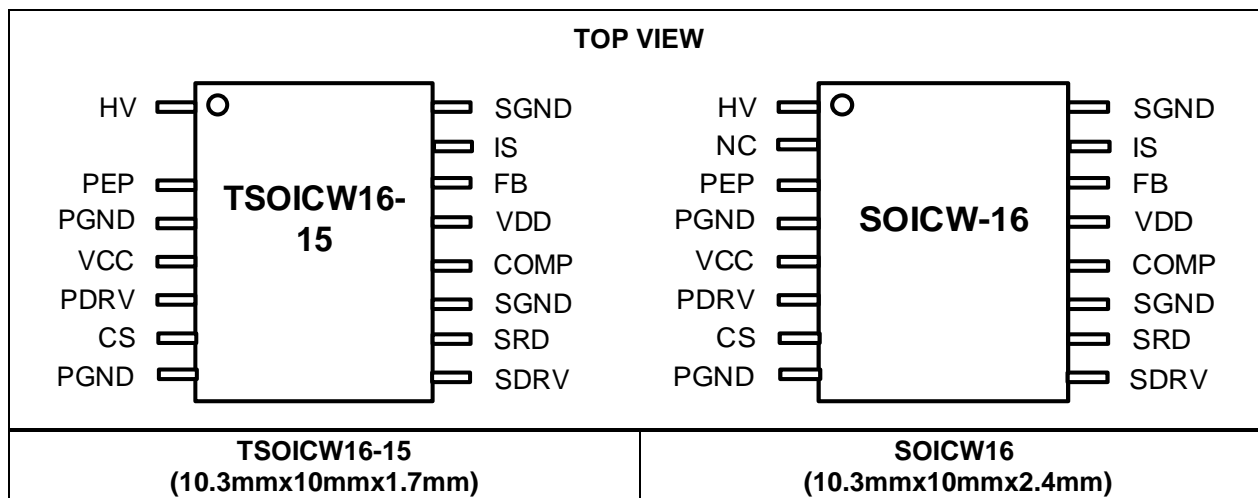 TOP VIEW
HV
PEP
PGND
VCC
PDRV
CS
PGND
TSOICW16-
15
SGND
IS
FB
VDD
COMP
SGND
SRD
SDRV
HV
NC
PEP
PGND
VCC
PDRV
CS
PGND
SOICW-16
SGND
IS
FB
VDD
COMP
SGND
SRD
SDRV
TSOICW16-15
(10.3mmx10mmx1.7mm)
SOICW16
(10.3mmx10mmx2.4mm)